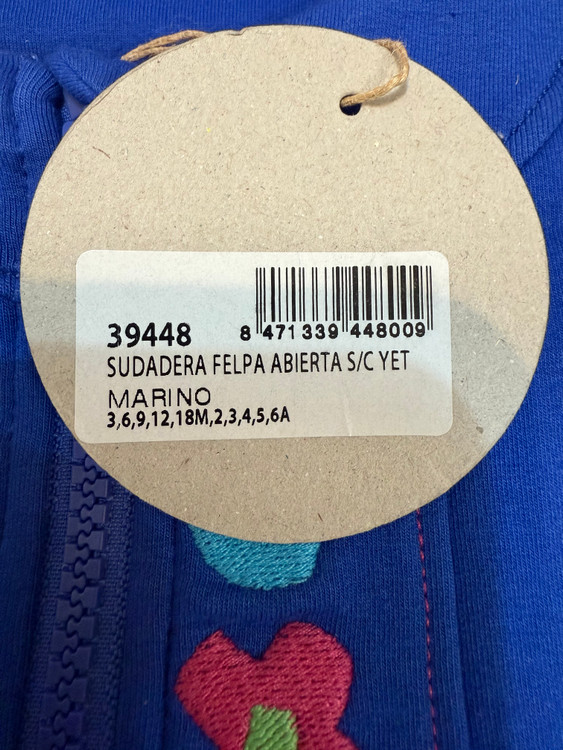 39448
8 471339 448009
SUDADERA FELPA ABIERTA S/C YET
MARINO
3,6,9,12,18M,2,3,4,5,6A